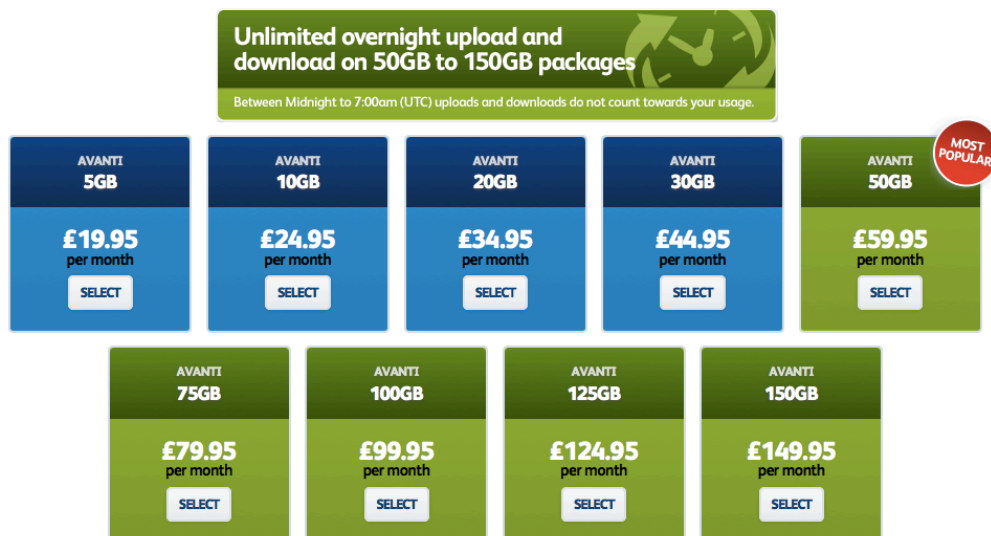 Unlimited overnight upload and
download on 50GB to 150GB packages
Between Midnight to 7:00am (UTC) uploads and downloads do not count towards your usage.
MOST
POPULAR
AVANTI
5GB
£19.95
per month
SELECT
AVANTI
10GB
£24.95
per month
SELECT
AVANTI
20GB
£34.95
per month
SELECT
AVANTI
30GB
£44.95
per month
SELECT
AVANTI
50GB
£59.95
per month
SELECT
AVANTI
75GB
£79.95
per month
SELECT
AVANTI
100GB
£99.95
per month
SELECT
AVANTI
125GB
£124.95
per month
SELECT
AVANTI
150GB
£149.95
per month
SELECT